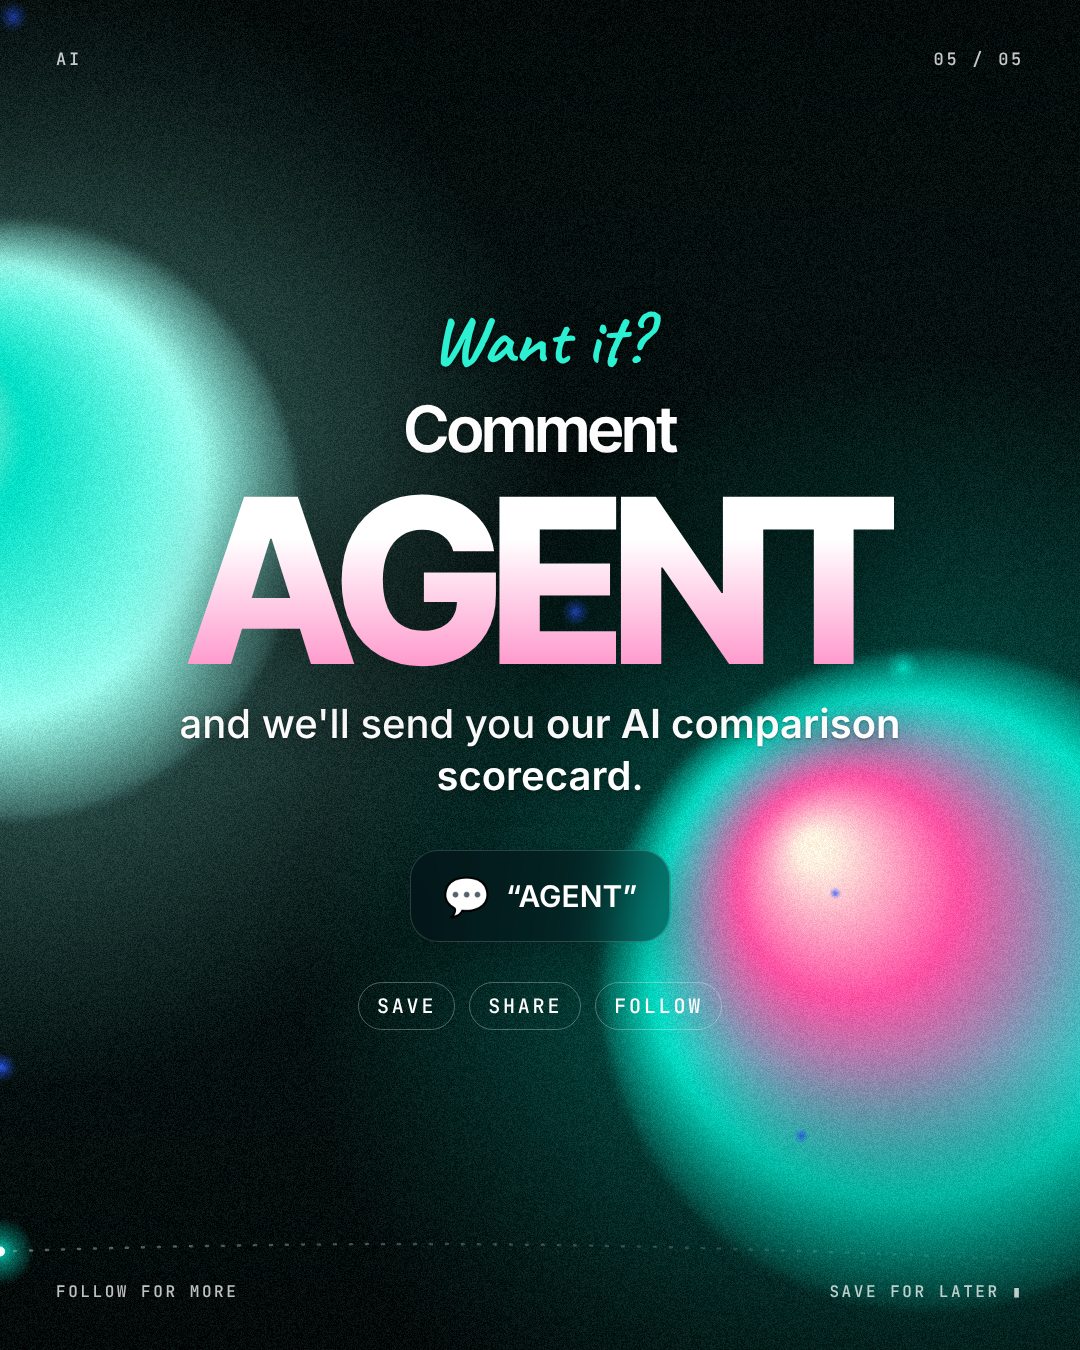 AI
05 / 05
Want it?
Comment
AGENT
and we'll send you our AI comparison
scorecard.
“AGENT”
SAVE
SHARE
FOLLOW
FOLLOW FOR MORE
SAVE FOR LATER